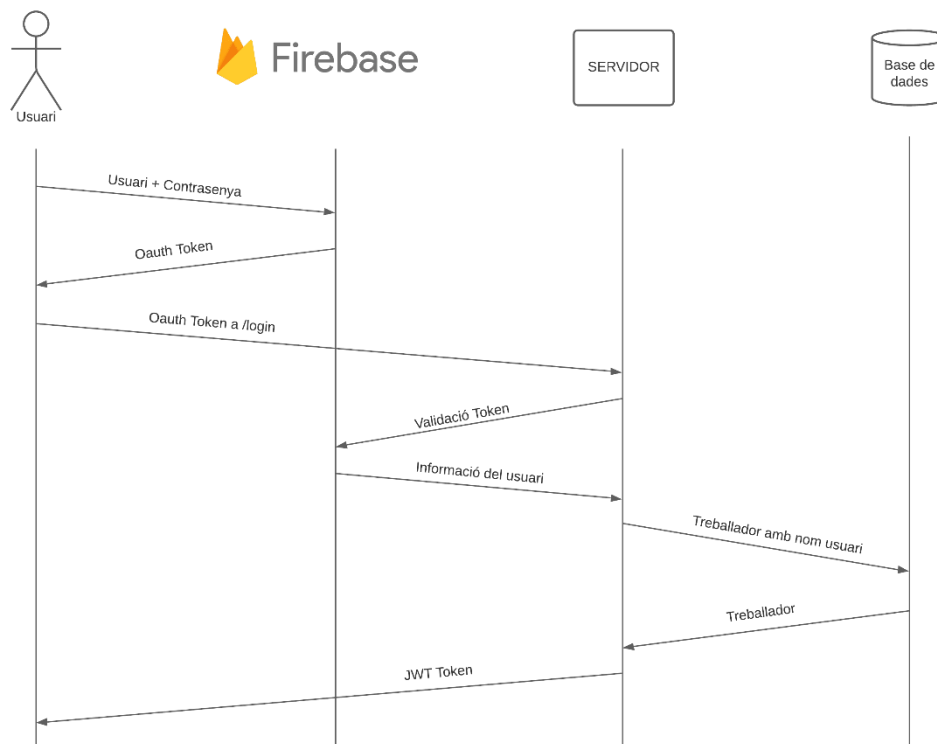 Usuari
Firebase
SERVIDOR
Base de
dades
Usuari + Contrasenya
Oauth Token
Oauth Token a /login
Validació Token
Informació del usuari
Treballador amb nom usuari
Treballador
JWT Token